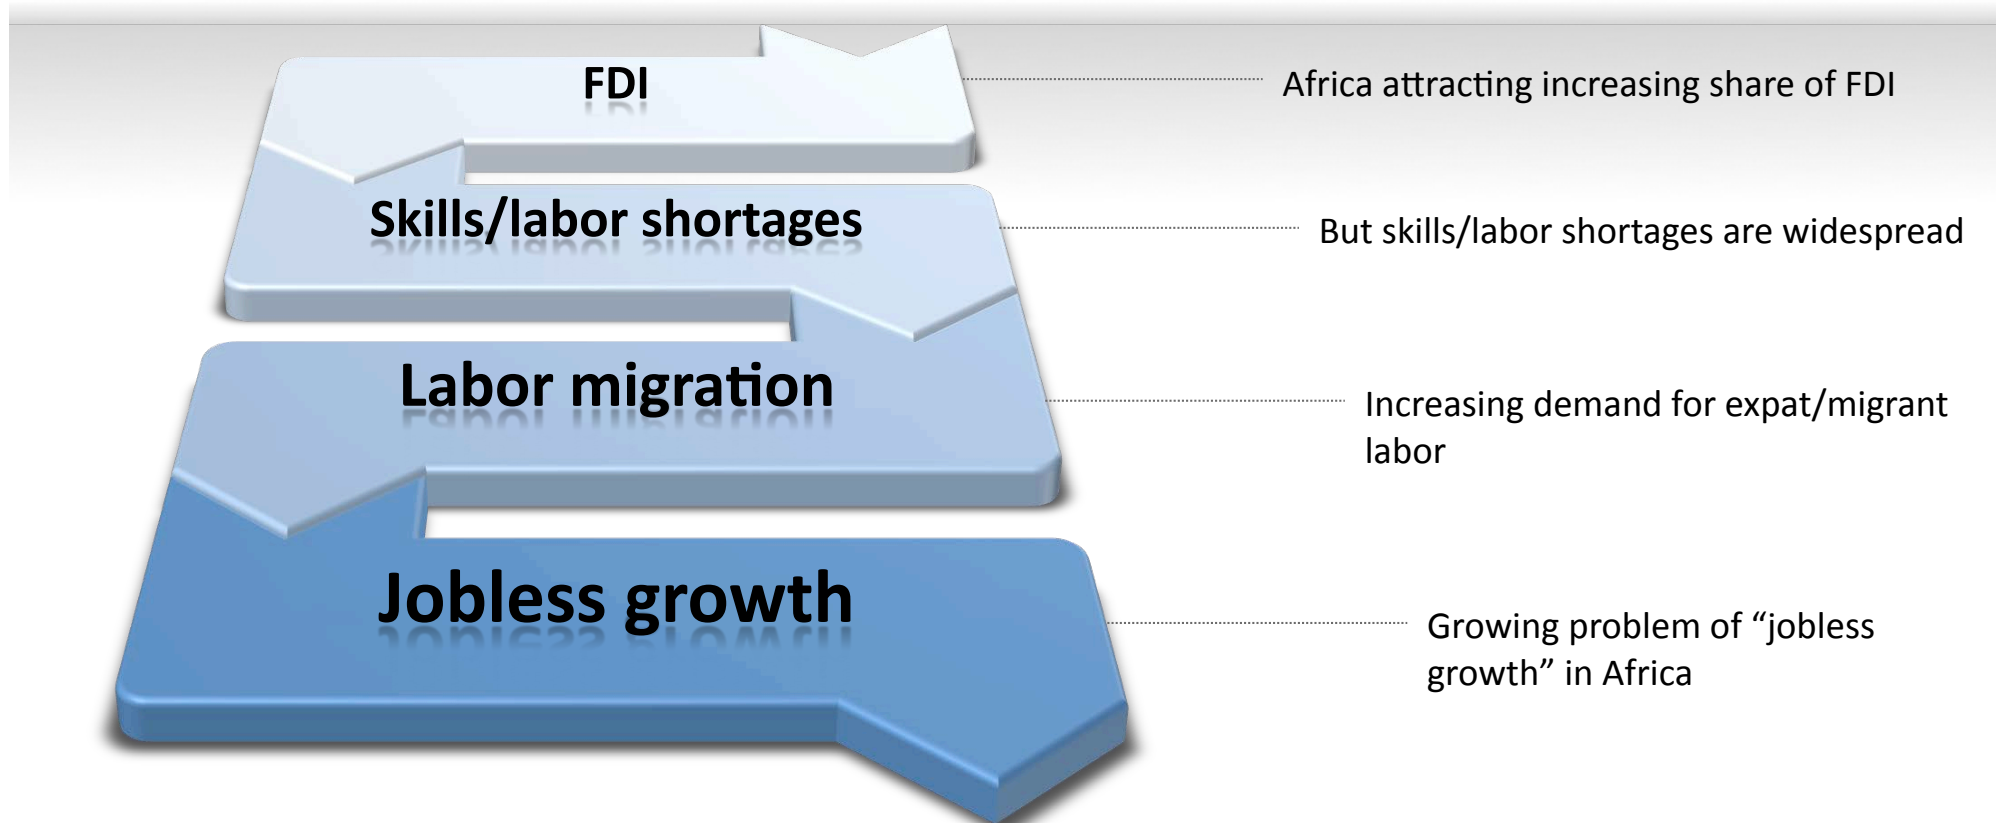 FDI
Africa attracting increasing share of FDI
Skills/labor shortages
But skills/labor shortages are widespread
Labor migration
Increasing demand for expat/migrant
labor
Jobless growth
Growing problem of “jobless
growth” in Africa